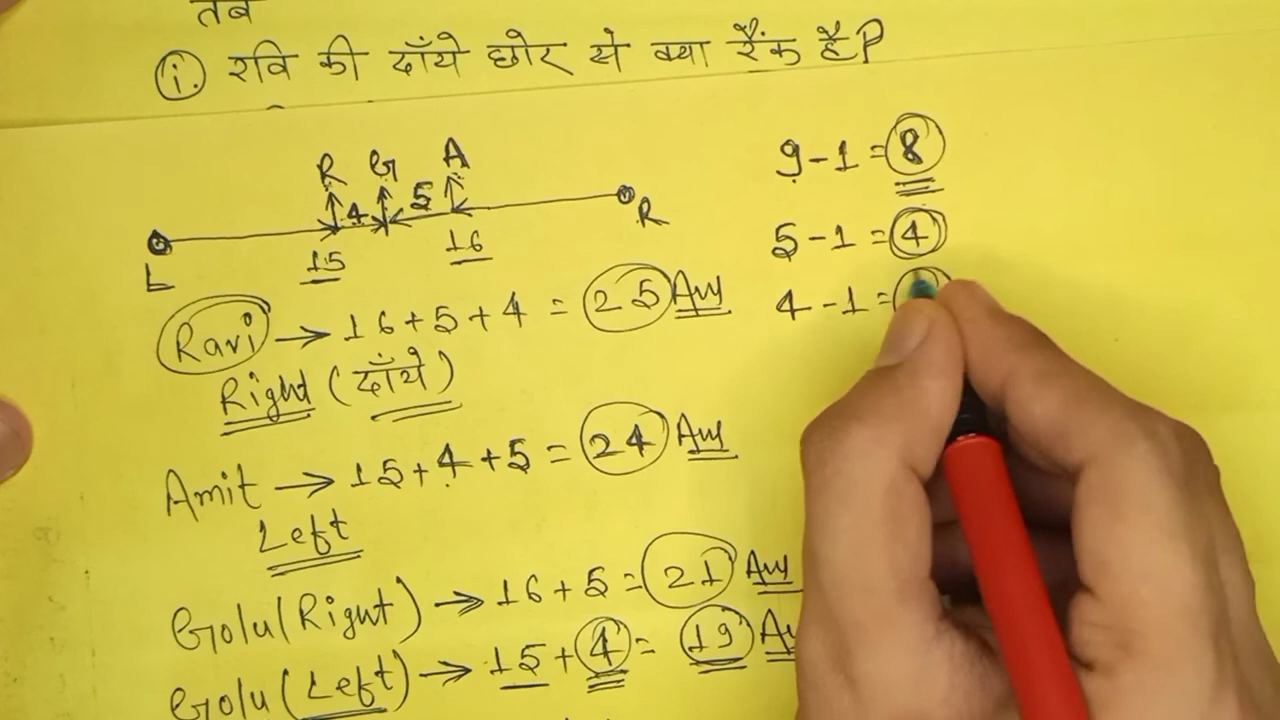 तब
i. रवि की दाँये छोर से क्या रैंक है?
R G A
4 5
L 15 16 R
Ravi → 16+5+4 = 25 Ans
Right (दाँये)
Amit → 15+4+5 = 24 Ans
Left
Golu (Right) → 16+5 = 21 Ans
Golu (Left) → 15+4 = 19
9-1 = 8
5-1 = 4
4-1 =